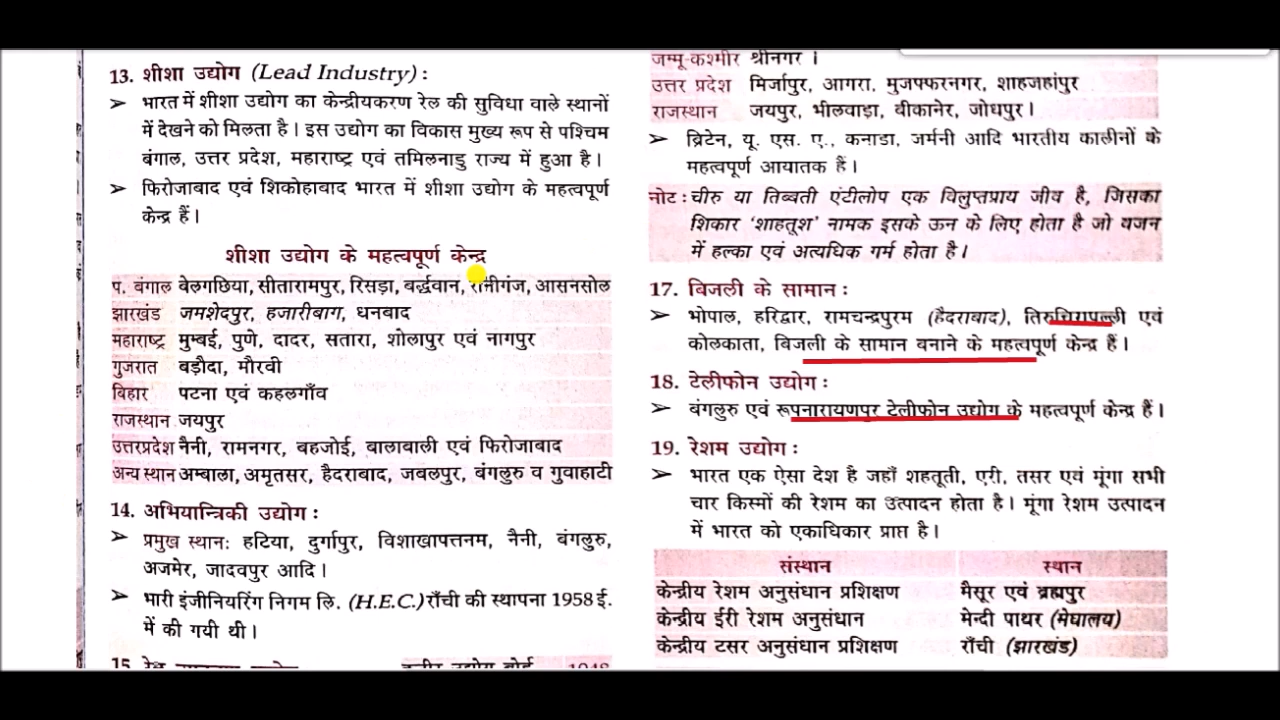 13. शीशा उद्योग (Lead Industry) :
➢ भारत में शीशा उद्योग का केन्द्रीयकरण रेल की सुविधा वाले स्थानों
में देखने को मिलता है। इस उद्योग का विकास मुख्य रूप से पश्चिम
बंगाल, उत्तर प्रदेश, महाराष्ट्र एवं तमिलनाडु राज्य में हुआ है।
➢ फिरोजाबाद एवं शिकोहाबाद भारत में शीशा उद्योग के महत्वपूर्ण
केन्द्र हैं।
शीशा उद्योग के महत्वपूर्ण केन्द्र
प. बंगाल बेलगछिया, सीतारामपुर, रिसड़ा, बर्द्धवान, रानीगंज, आसनसोल
झारखंड जमशेदपुर, हजारीबाग, धनबाद
महाराष्ट्र मुम्बई, पुणे, दादर, सतारा, शोलापुर एवं नागपुर
गुजरात बड़ौदा, मौरवी
बिहार पटना एवं कहलगाँव
राजस्थान जयपुर
उत्तरप्रदेश नैनी, रामनगर, बहजोई, बालावाली एवं फिरोजाबाद
अन्य स्थान अम्बाला, अमृतसर, हैदराबाद, जबलपुर, बंगलुरु व गुवाहाटी
14. अभियान्त्रिकी उद्योग :
➢ प्रमुख स्थान: हटिया, दुर्गापुर, विशाखापत्तनम, नैनी, बंगलुरु,
अजमेर, जादवपुर आदि।
➢ भारी इंजीनियरिंग निगम लि. (H.E.C.) राँची की स्थापना 1958 ई.
में की गयी थी।
15.
जम्मू-कश्मीर श्रीनगर।
उत्तर प्रदेश मिर्जापुर, आगरा, मुजफ्फरनगर, शाहजहांपुर
राजस्थान जयपुर, भीलवाड़ा, बीकानेर, जोधपुर।
➢ ब्रिटेन, यू. एस. ए., कनाडा, जर्मनी आदि भारतीय कालीनों के
महत्वपूर्ण आयातक हैं।
नोट : चीरु या तिब्बती एंटीलोप एक विलुप्तप्राय जीव है, जिसका
शिकार ‘शाहतूश’ नामक इसके ऊन के लिए होता है जो वजन
में हल्का एवं अत्यधिक गर्म होता है।
17. बिजली के सामान :
➢ भोपाल, हरिद्वार, रामचन्द्रपुरम (हैदराबाद), तिरुचिरापल्ली एवं
कोलकाता, बिजली के सामान बनाने के महत्वपूर्ण केन्द्र हैं।
18. टेलीफोन उद्योग :
➢ बंगलुरु एवं रूपनारायणपुर टेलीफोन उद्योग के महत्वपूर्ण केन्द्र हैं।
19. रेशम उद्योग :
➢ भारत एक ऐसा देश है जहाँ शहतूती, एरी, तसर एवं मूंगा सभी
चार किस्मों की रेशम का उत्पादन होता है। मूंगा रेशम उत्पादन
में भारत को एकाधिकार प्राप्त है।
संस्थान स्थान
केन्द्रीय रेशम अनुसंधान प्रशिक्षण मैसूर एवं ब्रह्मपुर
केन्द्रीय ईरी रेशम अनुसंधान मेन्दी पाथर (मेघालय)
केन्द्रीय टसर अनुसंधान प्रशिक्षण राँची (झारखंड)